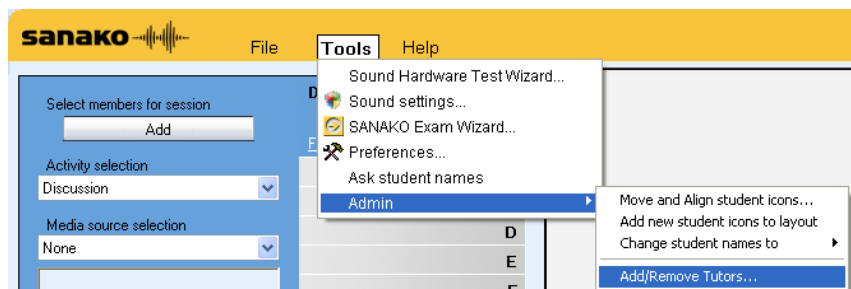 sanako
File Tools Help
Select members for session
Add
Activity selection
Discussion
Media source selection
None
D
F
Sound Hardware Test Wizard...
Sound settings...
SANAKO Exam Wizard...
Preferences...
Ask student names
Admin
D
E
Move and Align student icons...
Add new student icons to layout
Change student names to
Add/Remove Tutors...